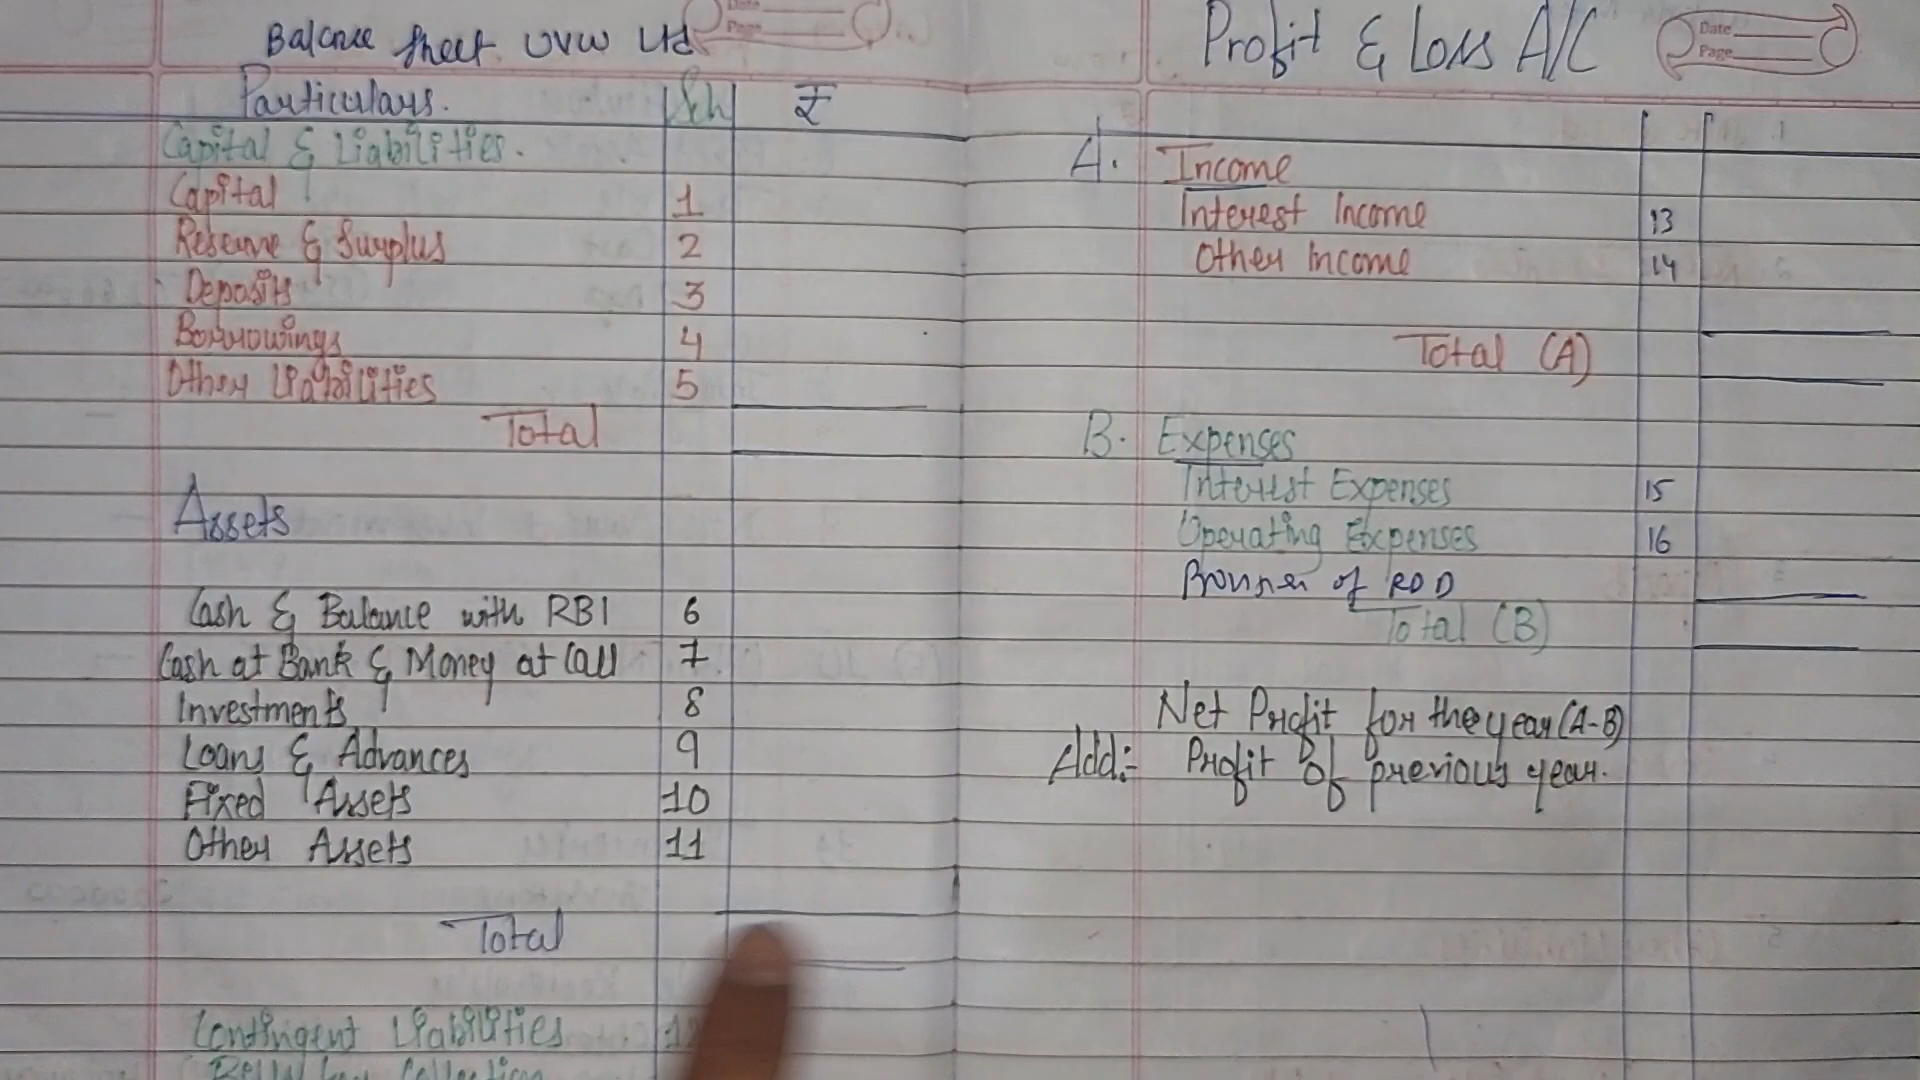 Balance Sheet UVW Ltd
Date
Page
Particulars. Sch ₹
Capital & Liabilities.
Capital 1
Reserve & Surplus 2
Deposits 3
Borrowings 4
Other Liabilities 5
Total
Assets
Cash & Balance with RBI 6
Cash at Bank & Money at Call 7
Investments 8
Loans & Advances 9
Fixed Assets 10
Other Assets 11
Total
Contingent Liabilities
Profit & Loss A/C
Date
Page
A. Income
Interest Income 13
Other Income 14
Total (A)
B. Expenses
Interest Expenses 15
Operating Expenses 16
of RDD
Total (B)
Net Profit for the year (A-B)
Add:- Profit of previous year.